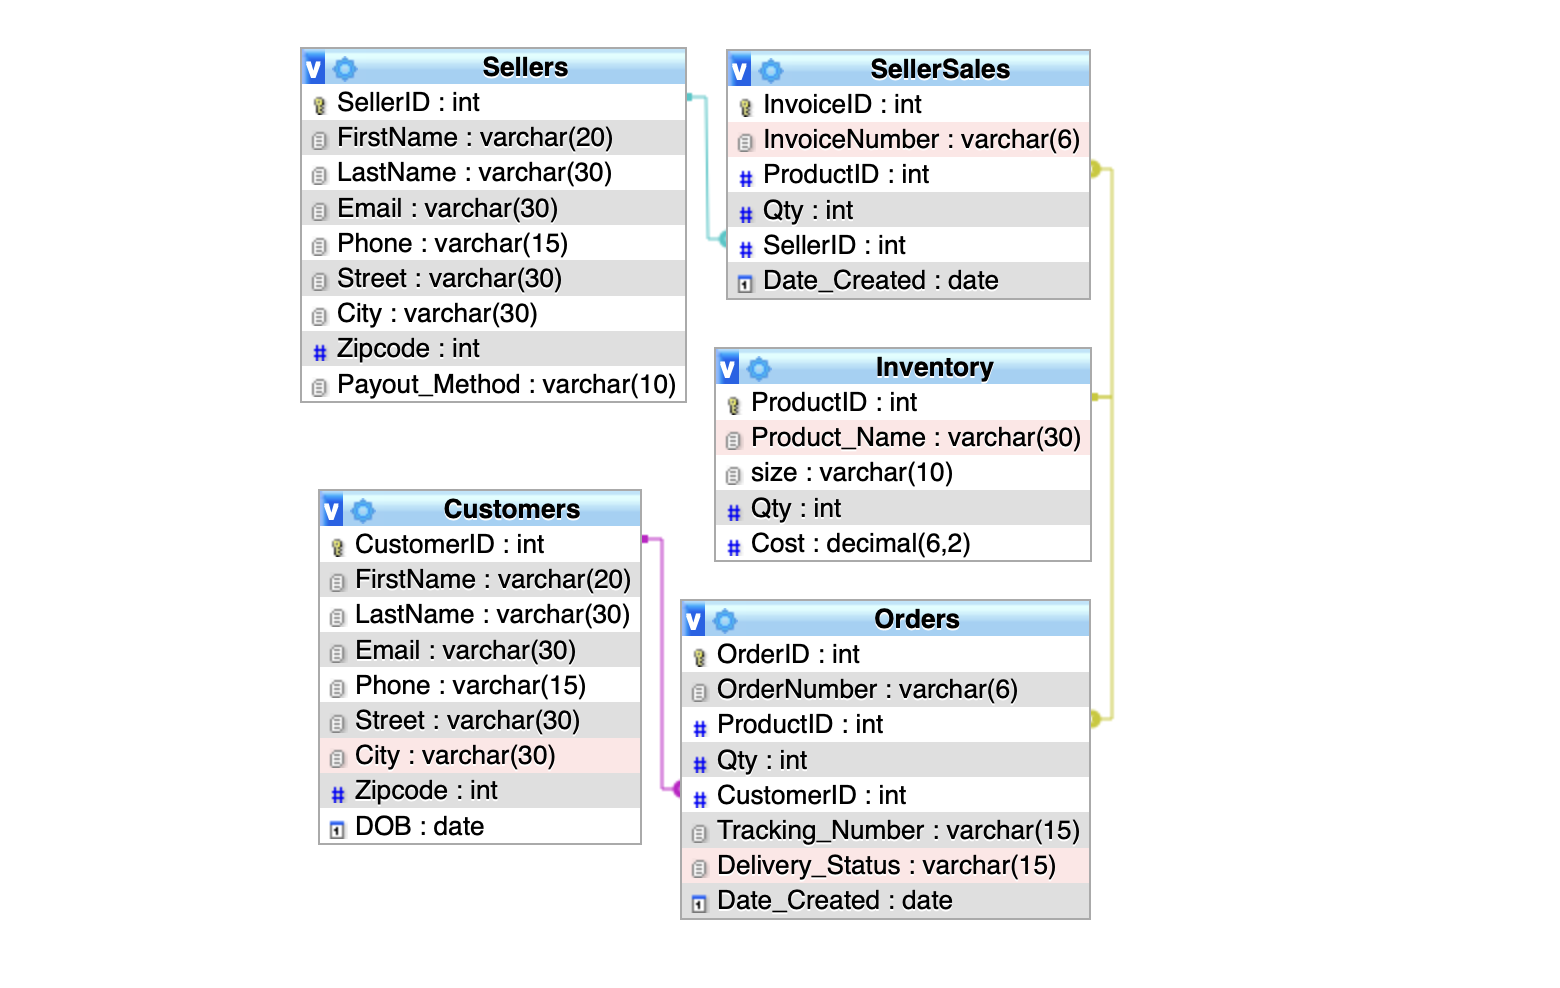 Sellers
SellerID : int
FirstName : varchar(20)
LastName : varchar(30)
Email : varchar(30)
Phone : varchar(15)
Street : varchar(30)
City : varchar(30)
Zipcode : int
Payout_Method : varchar(10)
SellerSales
InvoiceID : int
InvoiceNumber : varchar(6)
ProductID : int
Qty : int
SellerID : int
Date_Created : date
Inventory
ProductID : int
Product_Name : varchar(30)
size : varchar(10)
Qty : int
Cost : decimal(6,2)
Customers
CustomerID : int
FirstName : varchar(20)
LastName : varchar(30)
Email : varchar(30)
Phone : varchar(15)
Street : varchar(30)
City : varchar(30)
Zipcode : int
DOB : date
Orders
OrderID : int
OrderNumber : varchar(6)
ProductID : int
Qty : int
CustomerID : int
Tracking_Number : varchar(15)
Delivery_Status : varchar(15)
Date_Created : date